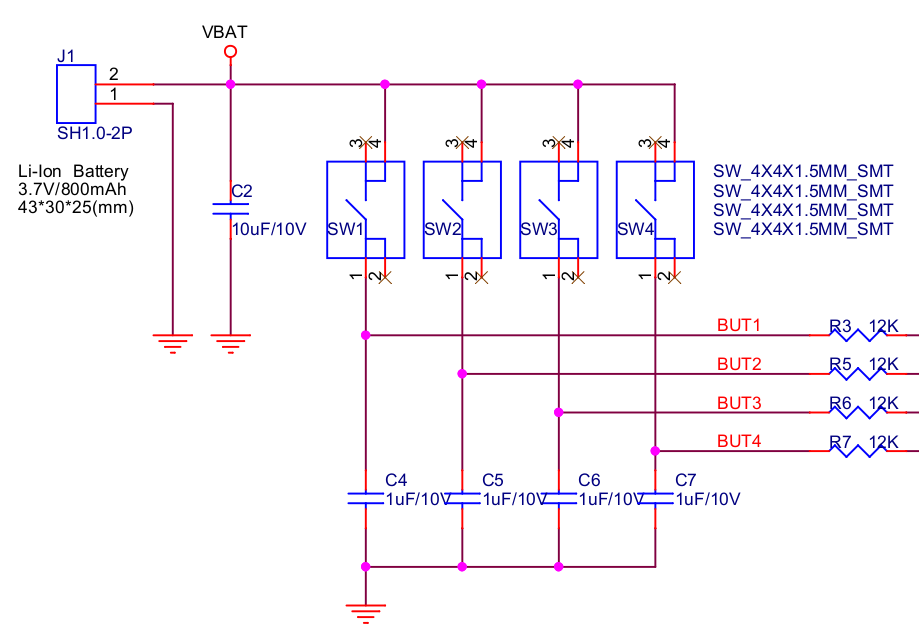 VBAT
J1
2
1
SH1.0-2P
Li-Ion Battery
3.7V/800mAh
43*30*25(mm)
C2
10uF/10V
3 4
3 4
3 4
3 4
SW1
SW2
SW3
SW4
SW_4X4X1.5MM_SMT
SW_4X4X1.5MM_SMT
SW_4X4X1.5MM_SMT
SW_4X4X1.5MM_SMT
1 2
1 2
1 2
1 2
BUT1 R3 12K
BUT2 R5 12K
BUT3 R6 12K
BUT4 R7 12K
C4
1uF/10V
C5
1uF/10V
C6
1uF/10V
C7
1uF/10V